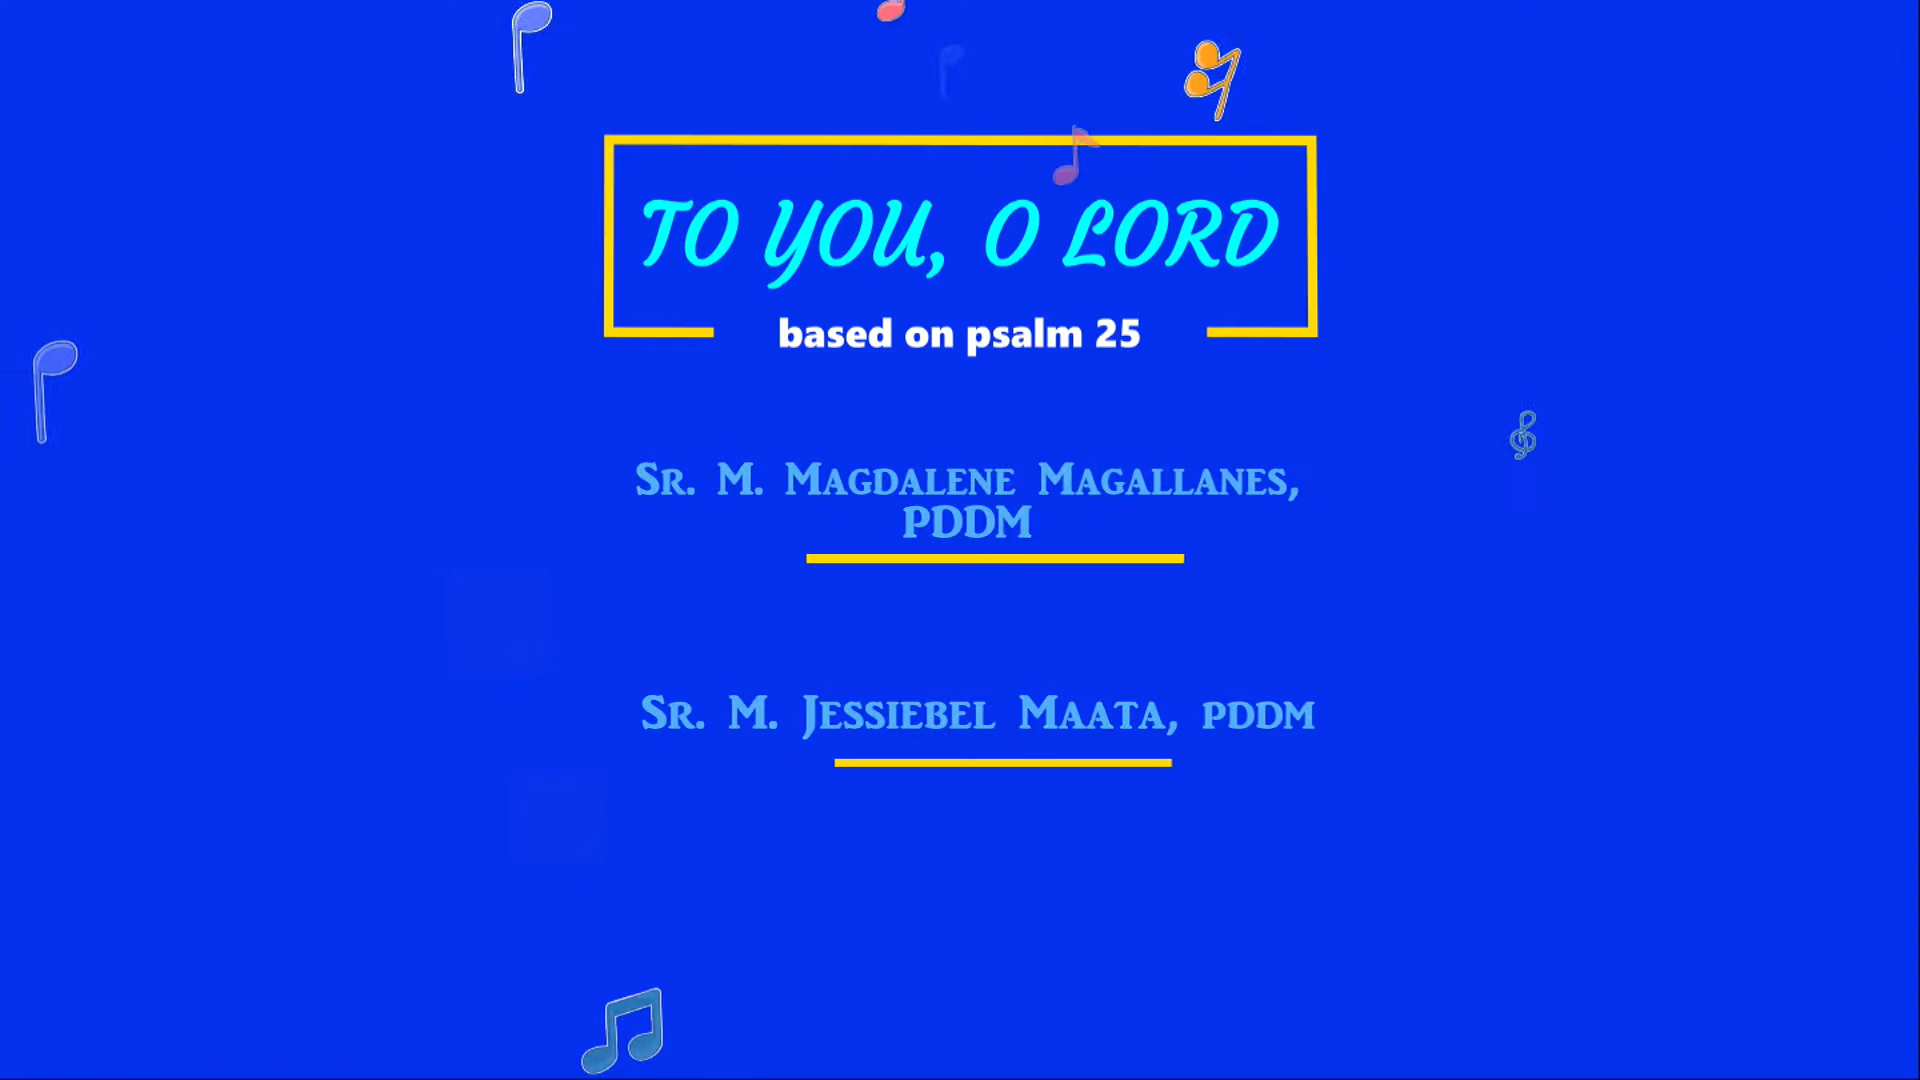 TO YOU, O LORD
based on psalm 25
Sr. M. Magdalene Magallanes,
PDDM
Sr. M. Jessiebel Maata, pddm